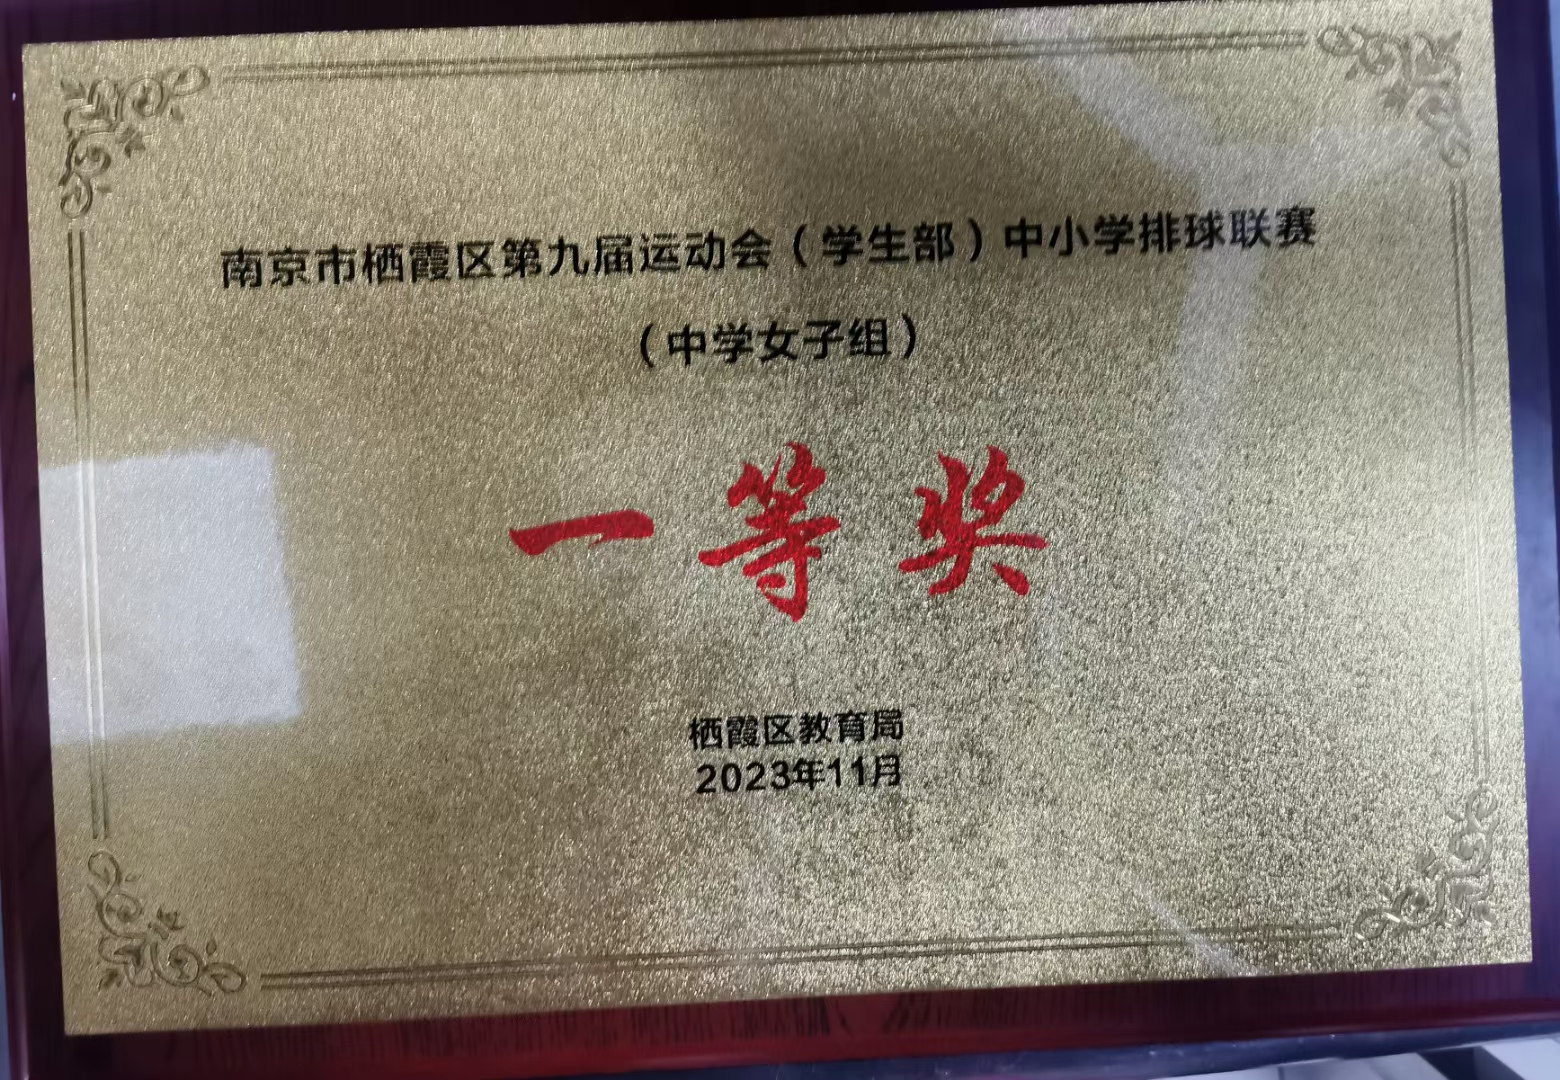 南京市栖霞区第九届运动会（学生部）中小学排球联赛
（中学女子组）
一等奖
栖霞区教育局
2023年11月